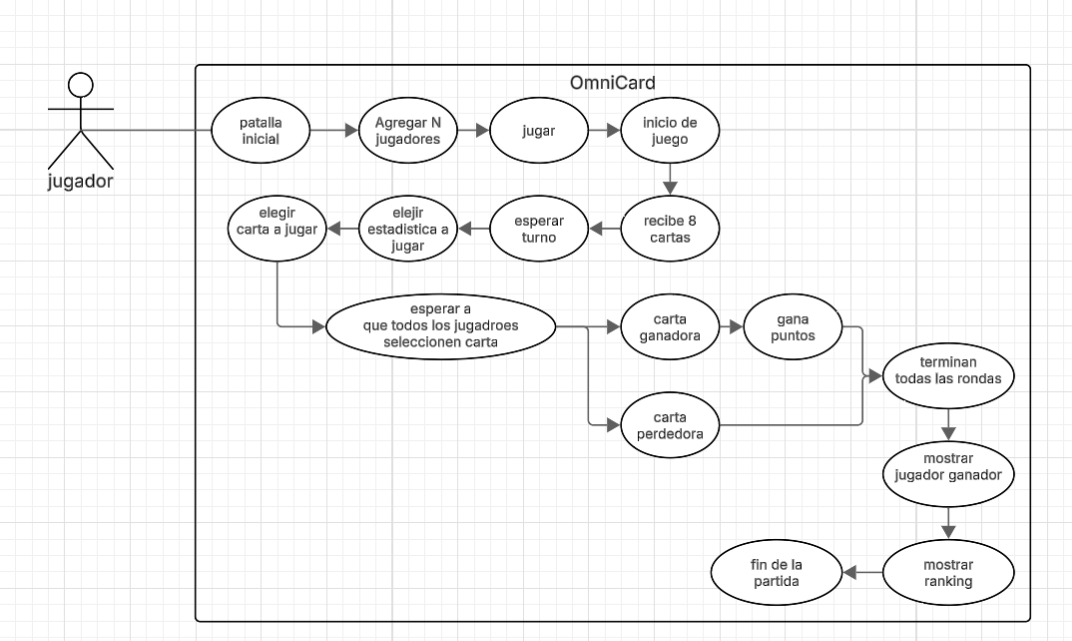 OmniCard
jugador
patalla
inicial
Agregar N
jugadores
jugar
inicio de
juego
elegir
carta a jugar
elejir
estadistica a
jugar
esperar
turno
recibe 8
cartas
esperar a
que todos los jugadroes
seleccionen carta
carta
ganadora
gana
puntos
terminan
todas las rondas
carta
perdedora
mostrar
jugador ganador
fin de la
partida
mostrar
ranking